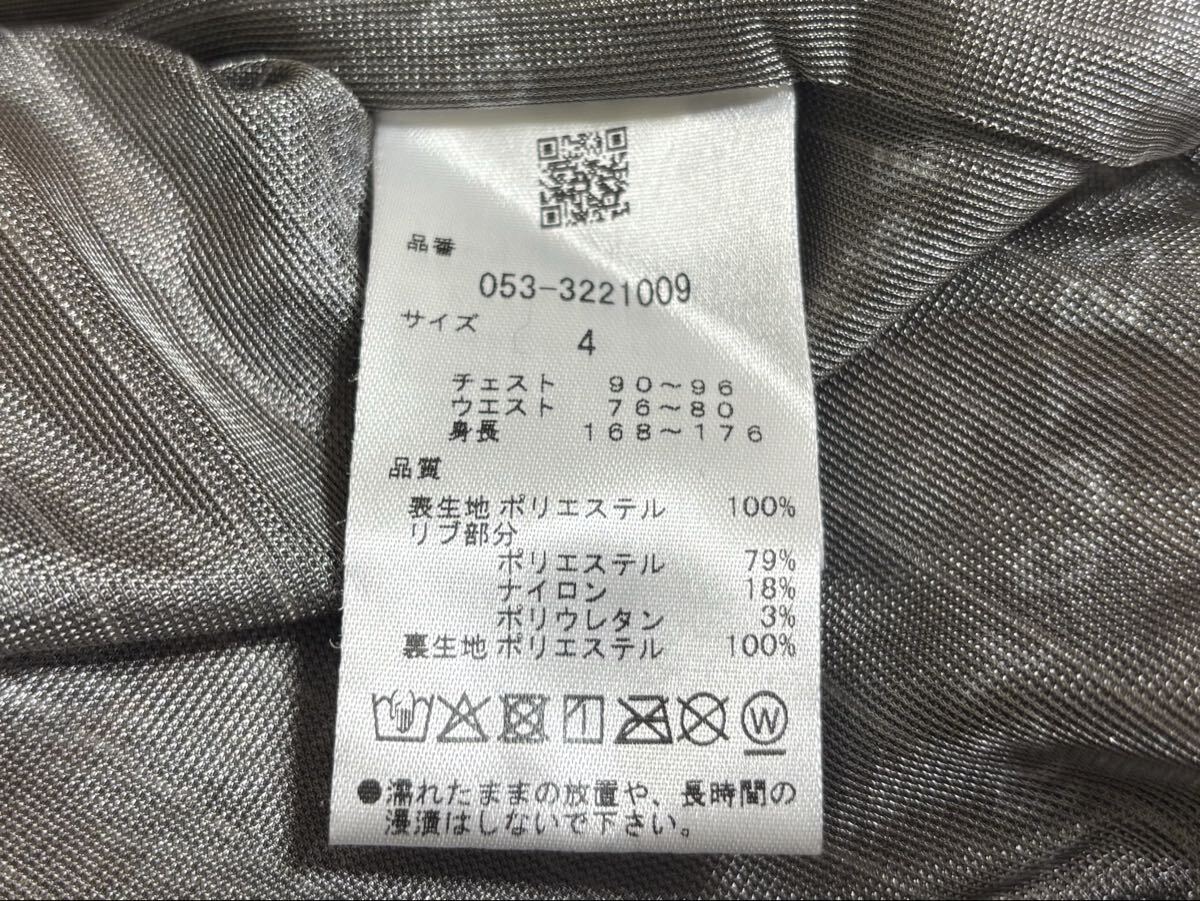 品番
053-3221009
サイズ
4
チェスト 90～96
ウエスト 76～80
身長 168～176
品質
表生地 ポリエステル 100%
リブ部分
ポリエステル 79%
ナイロン 18%
ポリウレタン 3%
裏生地 ポリエステル 100%
W
●濡れたままの放置や、長時間の
浸漬はしないで下さい。